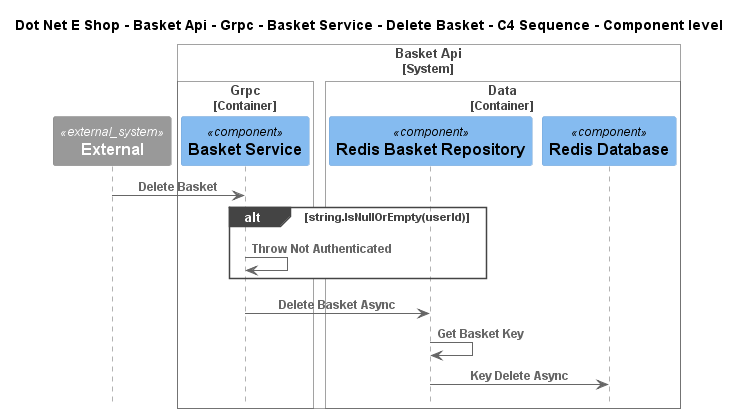 Dot Net E Shop - Basket Api - Grpc - Basket Service - Delete Basket - C4 Sequence - Component level
Basket Api
[System]
Grpc
[Container]
Data
[Container]
«external_system»
External
«component»
Basket Service
«component»
Redis Basket Repository
«component»
Redis Database
Delete Basket
alt [string.IsNullOrEmpty(userId)]
Throw Not Authenticated
Delete Basket Async
Get Basket Key
Key Delete Async